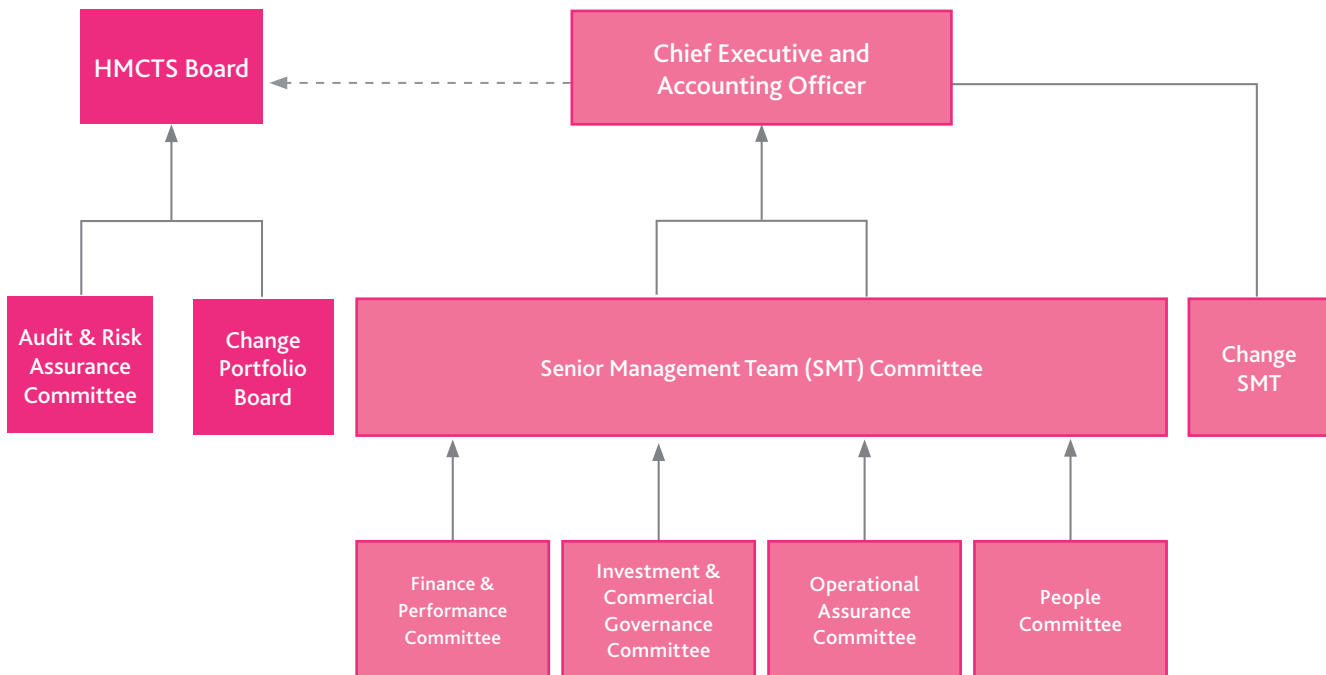 HMCTS Board
Chief Executive and
Accounting Officer
Audit & Risk
Assurance
Committee
Change
Portfolio
Board
Senior Management Team (SMT) Committee
Change
SMT
Finance &
Performance
Committee
Investment &
Commercial
Governance
Committee
Operational
Assurance
Committee
People
Committee